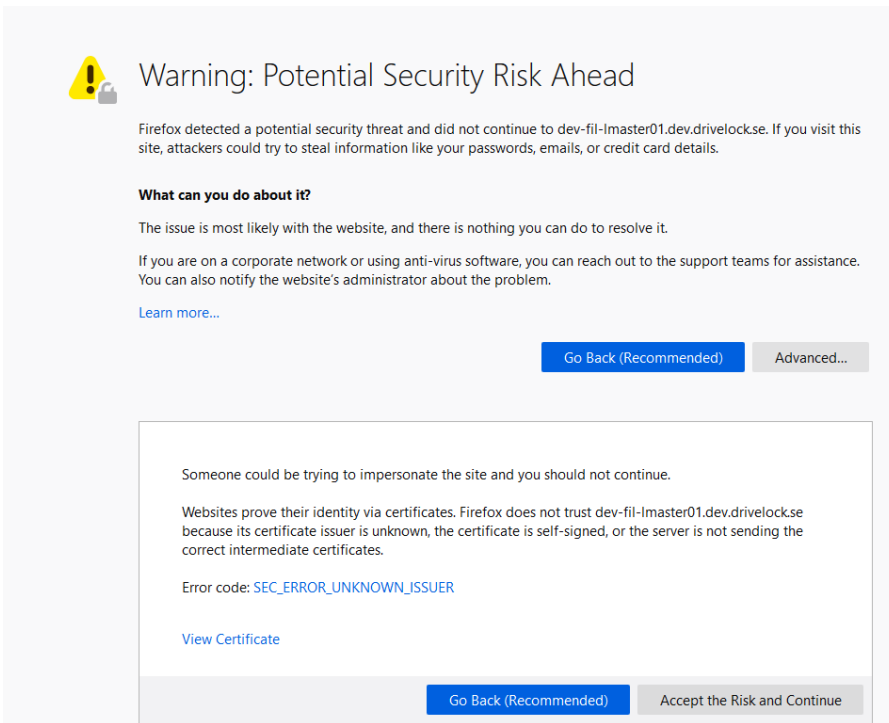 Warning: Potential Security Risk Ahead
Firefox detected a potential security threat and did not continue to dev-fil-lmaster01.dev.drivelock.se. If you visit this
site, attackers could try to steal information like your passwords, emails, or credit card details.
What can you do about it?
The issue is most likely with the website, and there is nothing you can do to resolve it.
If you are on a corporate network or using anti-virus software, you can reach out to the support teams for assistance.
You can also notify the website's administrator about the problem.
Learn more...
Go Back (Recommended)
Advanced...
Someone could be trying to impersonate the site and you should not continue.
Websites prove their identity via certificates. Firefox does not trust dev-fil-lmaster01.dev.drivelock.se
because its certificate issuer is unknown, the certificate is self-signed, or the server is not sending the
correct intermediate certificates.
Error code: SEC_ERROR_UNKNOWN_ISSUER
View Certificate
Go Back (Recommended)
Accept the Risk and Continue